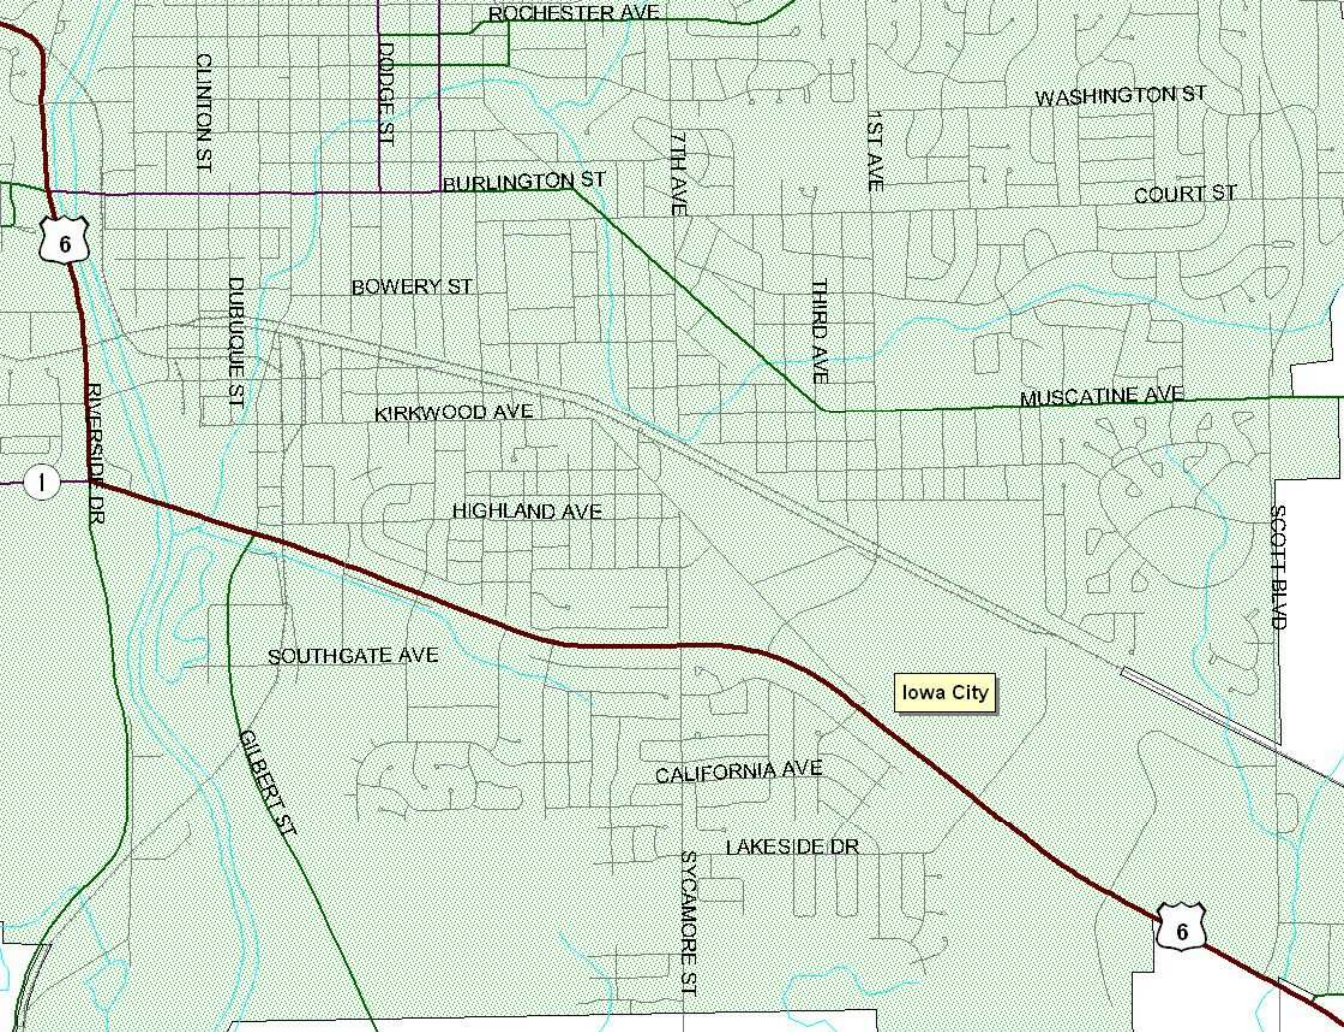 ROCHESTER AVE
CLINTON ST
DODGE ST
WASHINGTON ST
7TH AVE
1ST AVE
BURLINGTON ST
COURT ST
6
DUBUQUE ST
BOWERY ST
THIRD AVE
RIVERSIDE DR
KIRKWOOD AVE
MUSCATINE AVE
1
HIGHLAND AVE
SCOTT BLVD
SOUTHGATE AVE
Iowa City
GILBERT ST
CALIFORNIA AVE
LAKESIDE DR
SYCAMORE ST
6